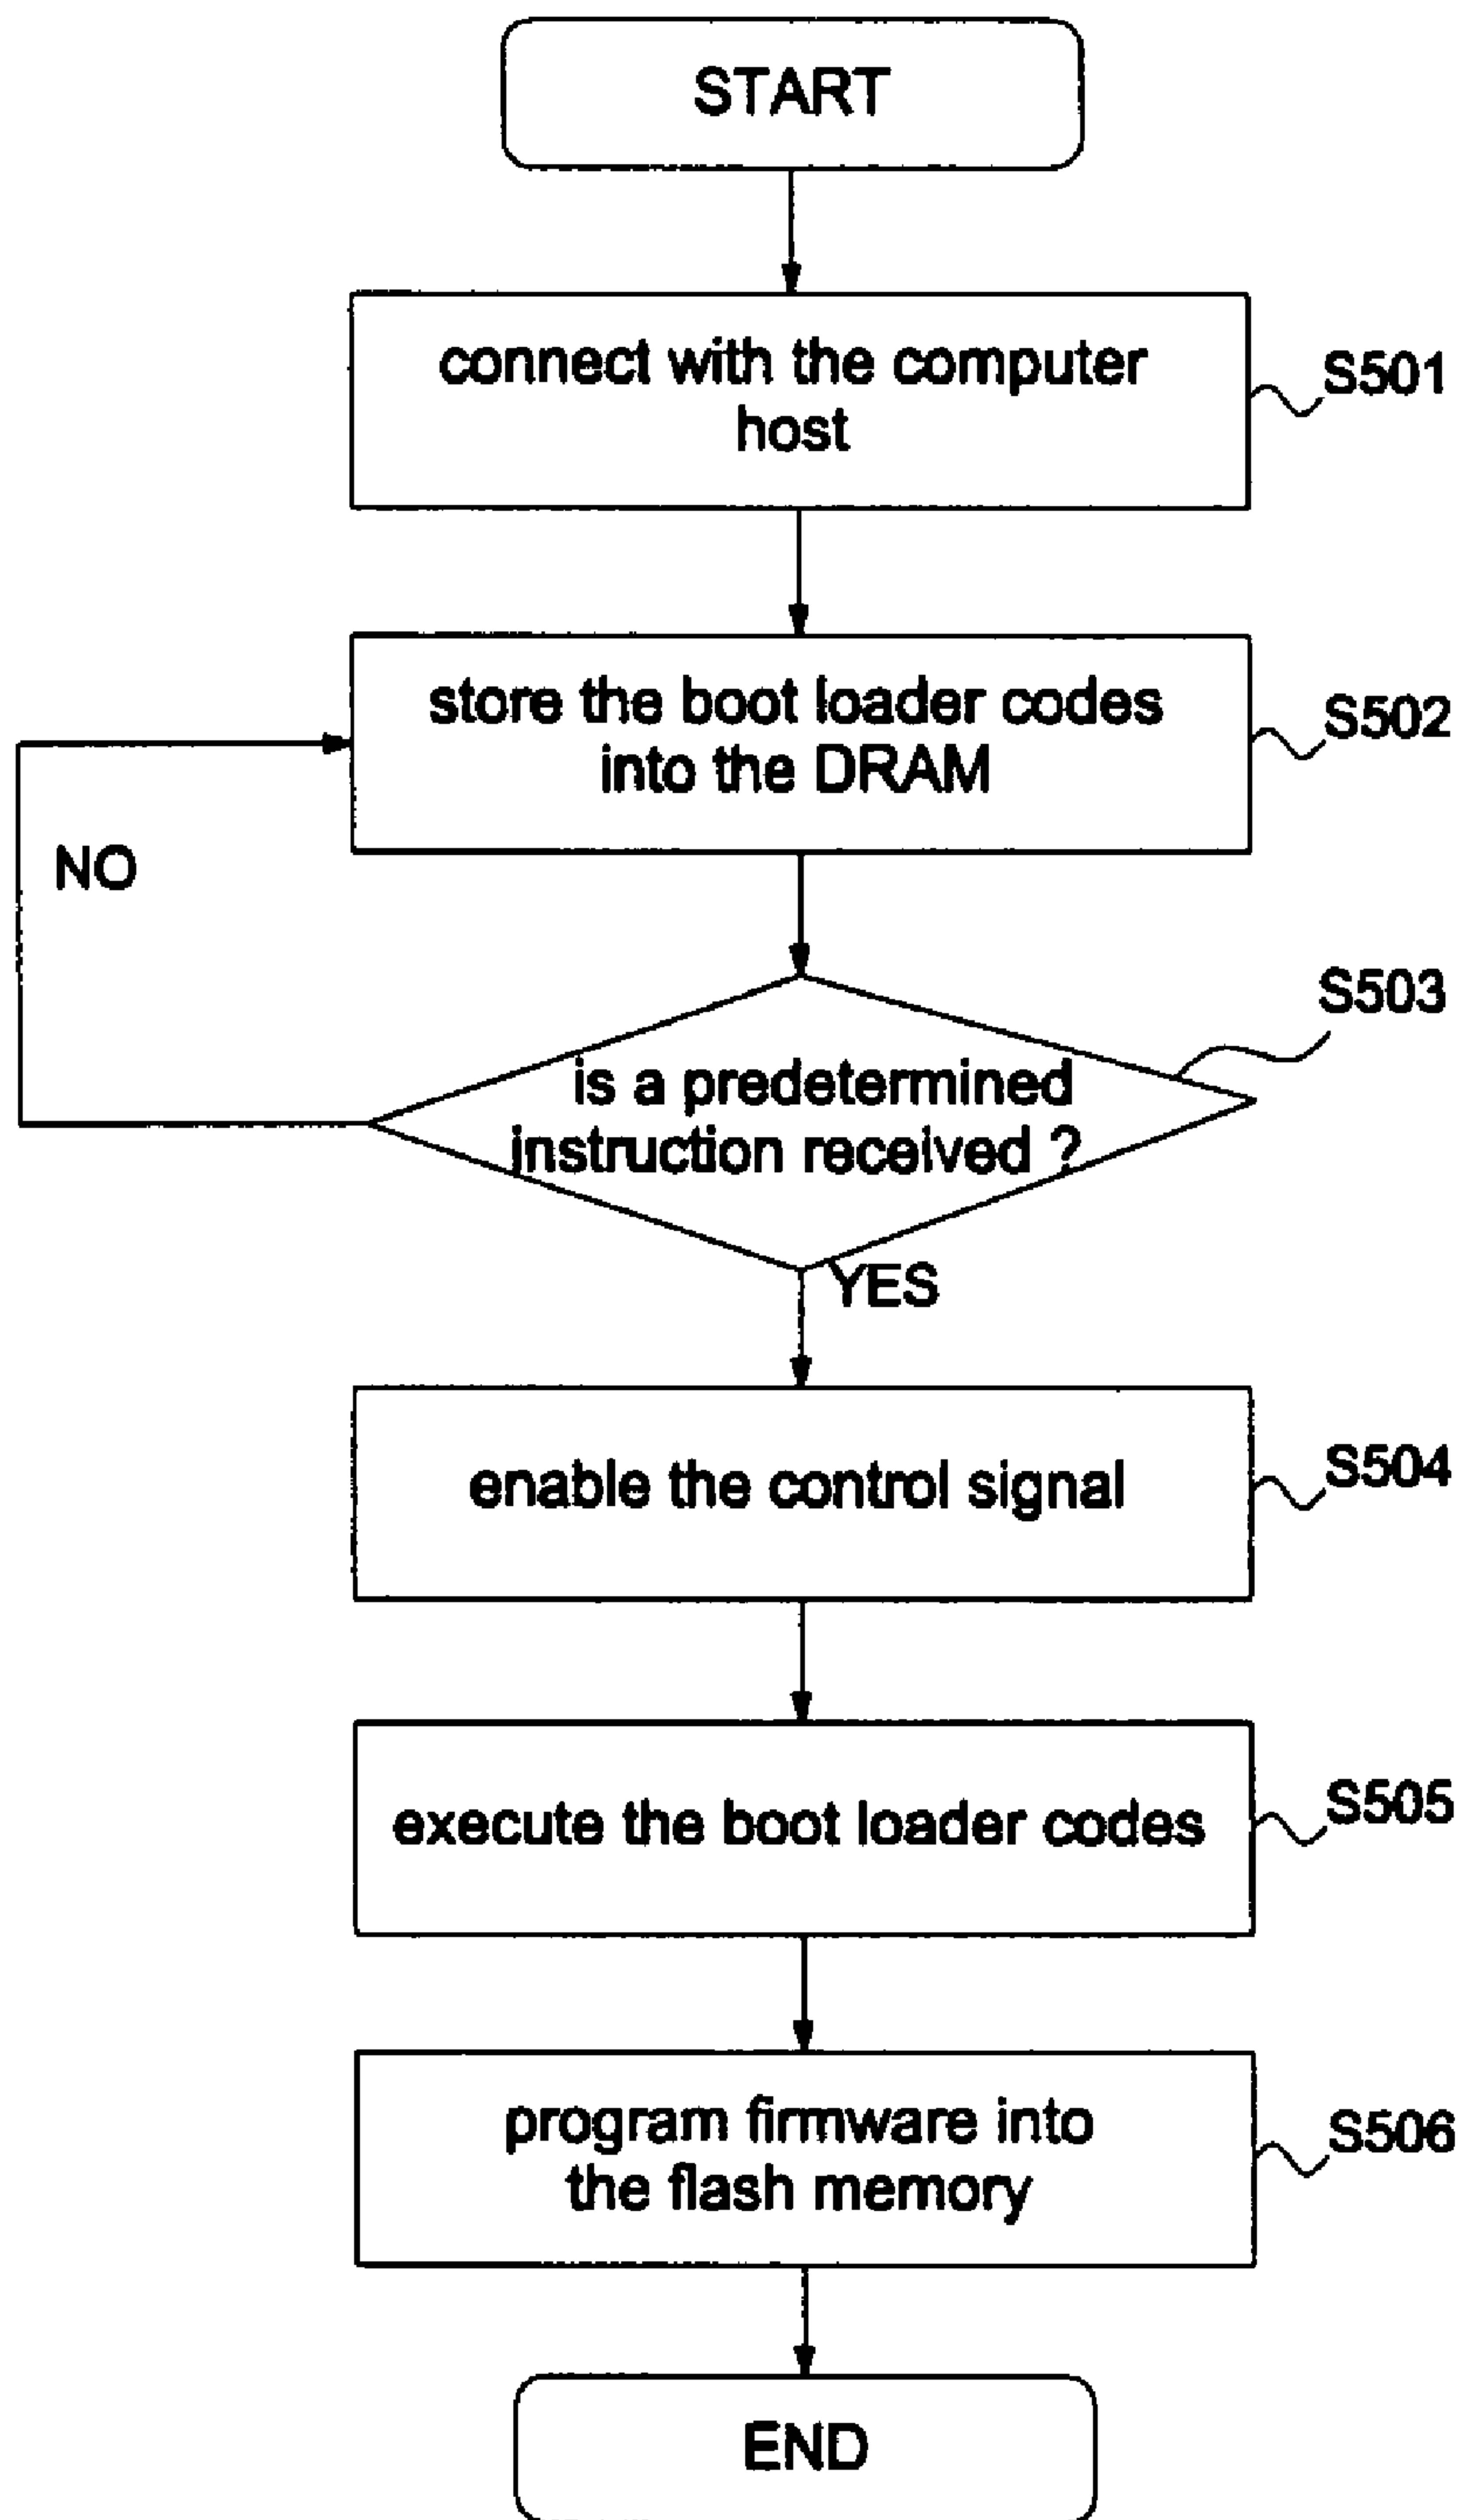 START
connect with the computer
host
S501
store the boot loader codes
into the DRAM
S502
NO
is a predetermined
instruction received ?
S503
YES
enable the control signal
S504
execute the boot loader codes
S505
program firmware into
the flash memory
S506
END